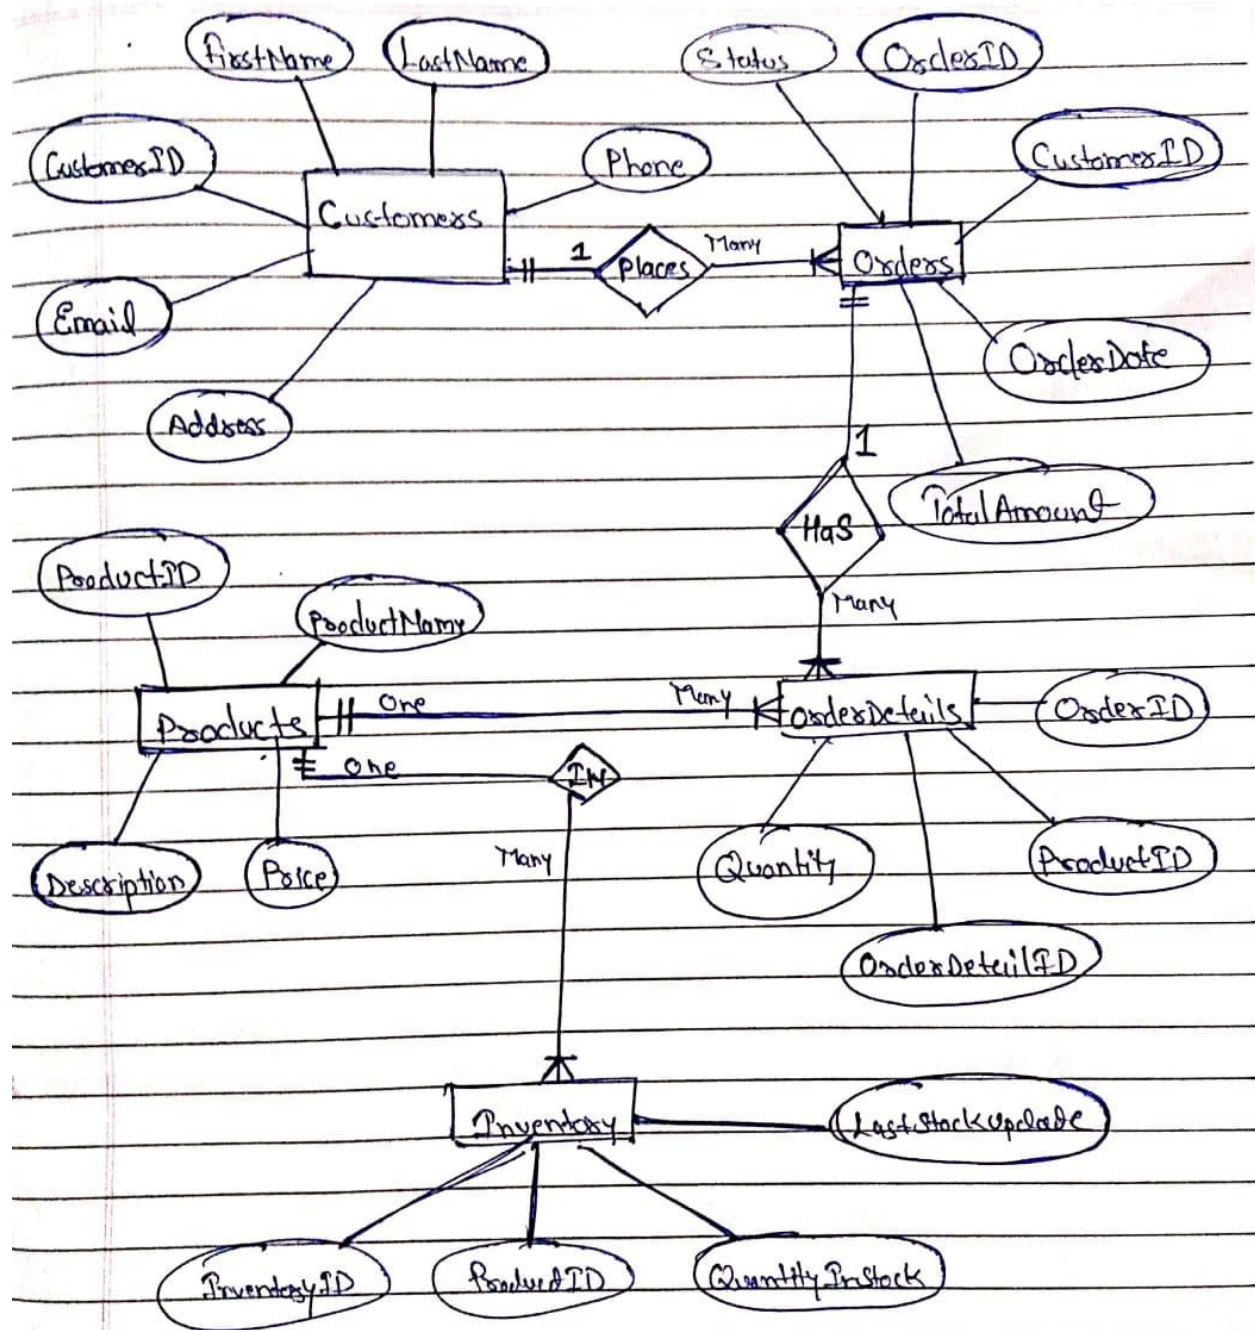 FirstName
LastName
Status
OrderID
CustomerID
Phone
CustomerID
Customers
1
Places
Many
Orders
Email
OrderDate
Address
1
TotalAmount
HaS
ProductID
Many
ProductNamy
One
Many
Products
OrderDetails
OrderID
One
IN
Many
Description
Price
Quantity
ProductID
OrderDetailID
Inventory
LastStockUpdate
InventoryID
ProductID
QuantityInStock